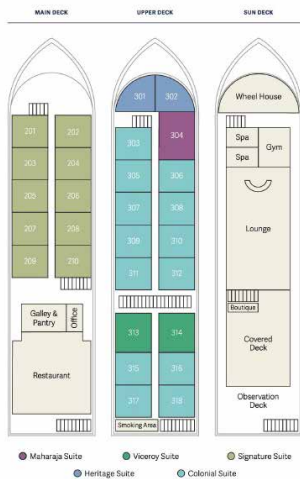 MAIN DECK
UPPER DECK
SUN DECK
201 202
203 204
205 206
207 208
209 210
Galley &
Pantry
Office
Restaurant
301 302
303 304
305 306
307 308
309 310
311 312
313 314
315 316
317 318
Smoking Area
Wheel House
Spa
Gym
Spa
Lounge
Boutique
Covered
Deck
Observation
Deck
Maharaja Suite Viceroy Suite Signature Suite
Heritage Suite Colonial Suite